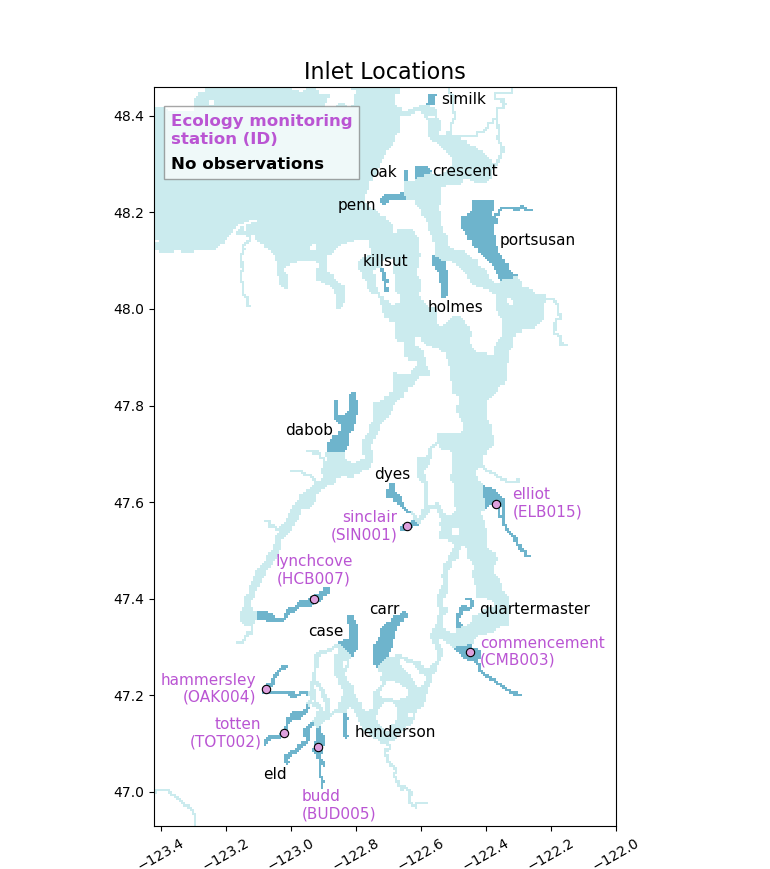 Inlet Locations
Ecology monitoring
station (ID)
No observations
similk
oak
crescent
penn
portsusan
killsut
holmes
dabob
dyes
elliot
(ELB015)
sinclair
(SIN001)
lynchcove
(HCB007)
carr
quartermaster
case
commencement
(CMB003)
hammersley
(OAK004)
totten
(TOT002)
henderson
eld
budd
(BUD005)
48.4
48.2
48.0
47.8
47.6
47.4
47.2
47.0
−123.4
−123.2
−123.0
−122.8
−122.6
−122.4
−122.2
−122.0